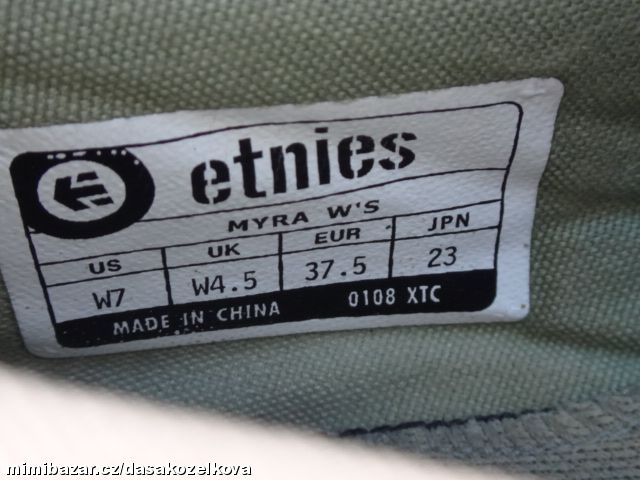 etnies
MYRA W'S
US UK EUR JPN
W7 W4.5 37.5 23
MADE IN CHINA 0108 XTC
mimibazar.cz/dasakozelkova